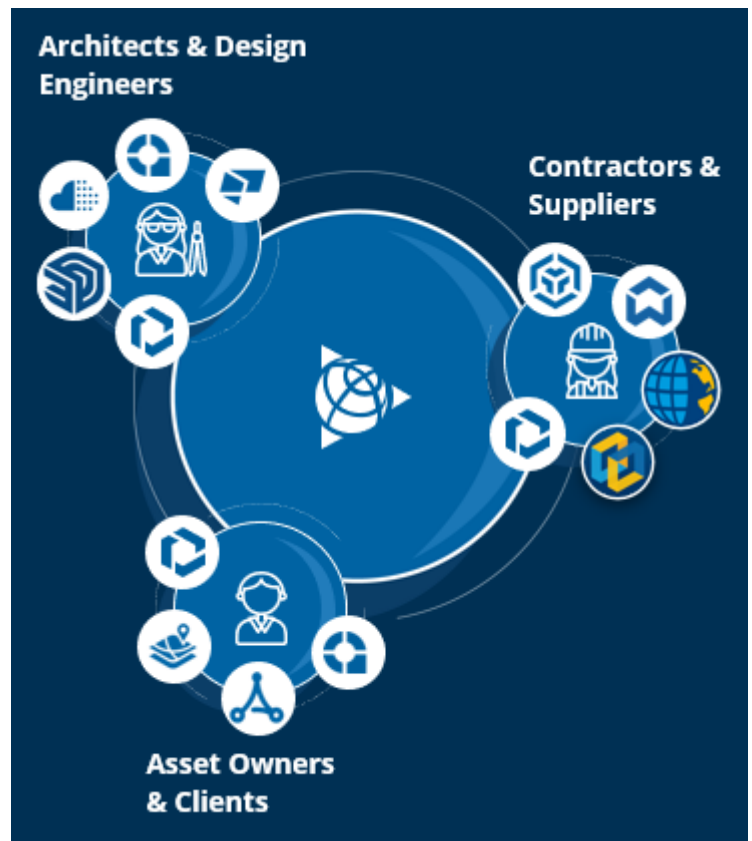 Architects & Design
Engineers
Contractors &
Suppliers
Asset Owners
& Clients